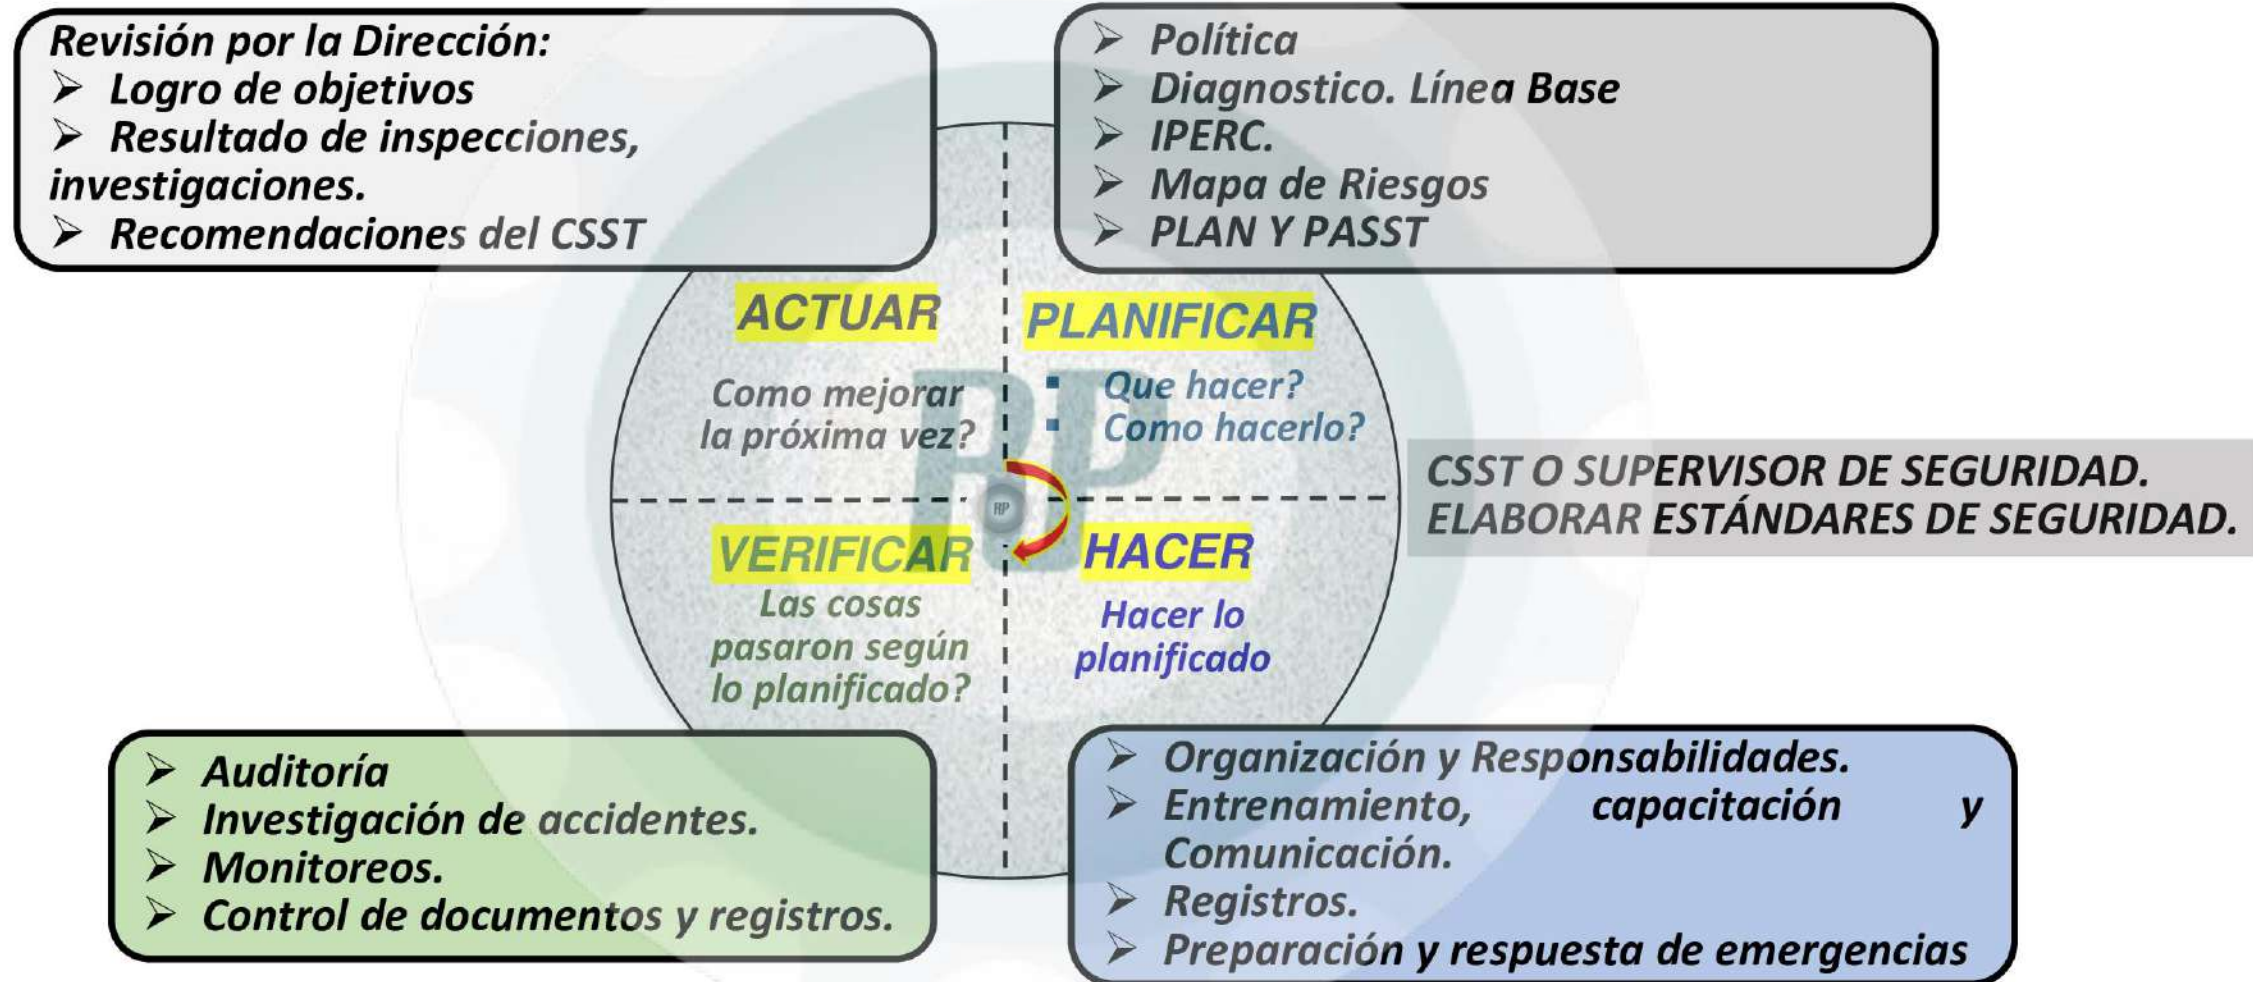 Revisión por la Dirección:
➢ Logro de objetivos
➢ Resultado de inspecciones,
investigaciones.
➢ Recomendaciones del CSST
➢ Política
➢ Diagnostico. Línea Base
➢ IPERC.
➢ Mapa de Riesgos
➢ PLAN Y PASST
ACTUAR
Como mejorar
la próxima vez?
PLANIFICAR
▪ Que hacer?
▪ Como hacerlo?
CSST O SUPERVISOR DE SEGURIDAD.
ELABORAR ESTÁNDARES DE SEGURIDAD.
RP
RP
VERIFICAR
Las cosas
pasaron según
lo planificado?
HACER
Hacer lo
planificado
➢ Auditoría
➢ Investigación de accidentes.
➢ Monitoreos.
➢ Control de documentos y registros.
➢ Organización y Responsabilidades.
➢ Entrenamiento, capacitación y
Comunicación.
➢ Registros.
➢ Preparación y respuesta de emergencias